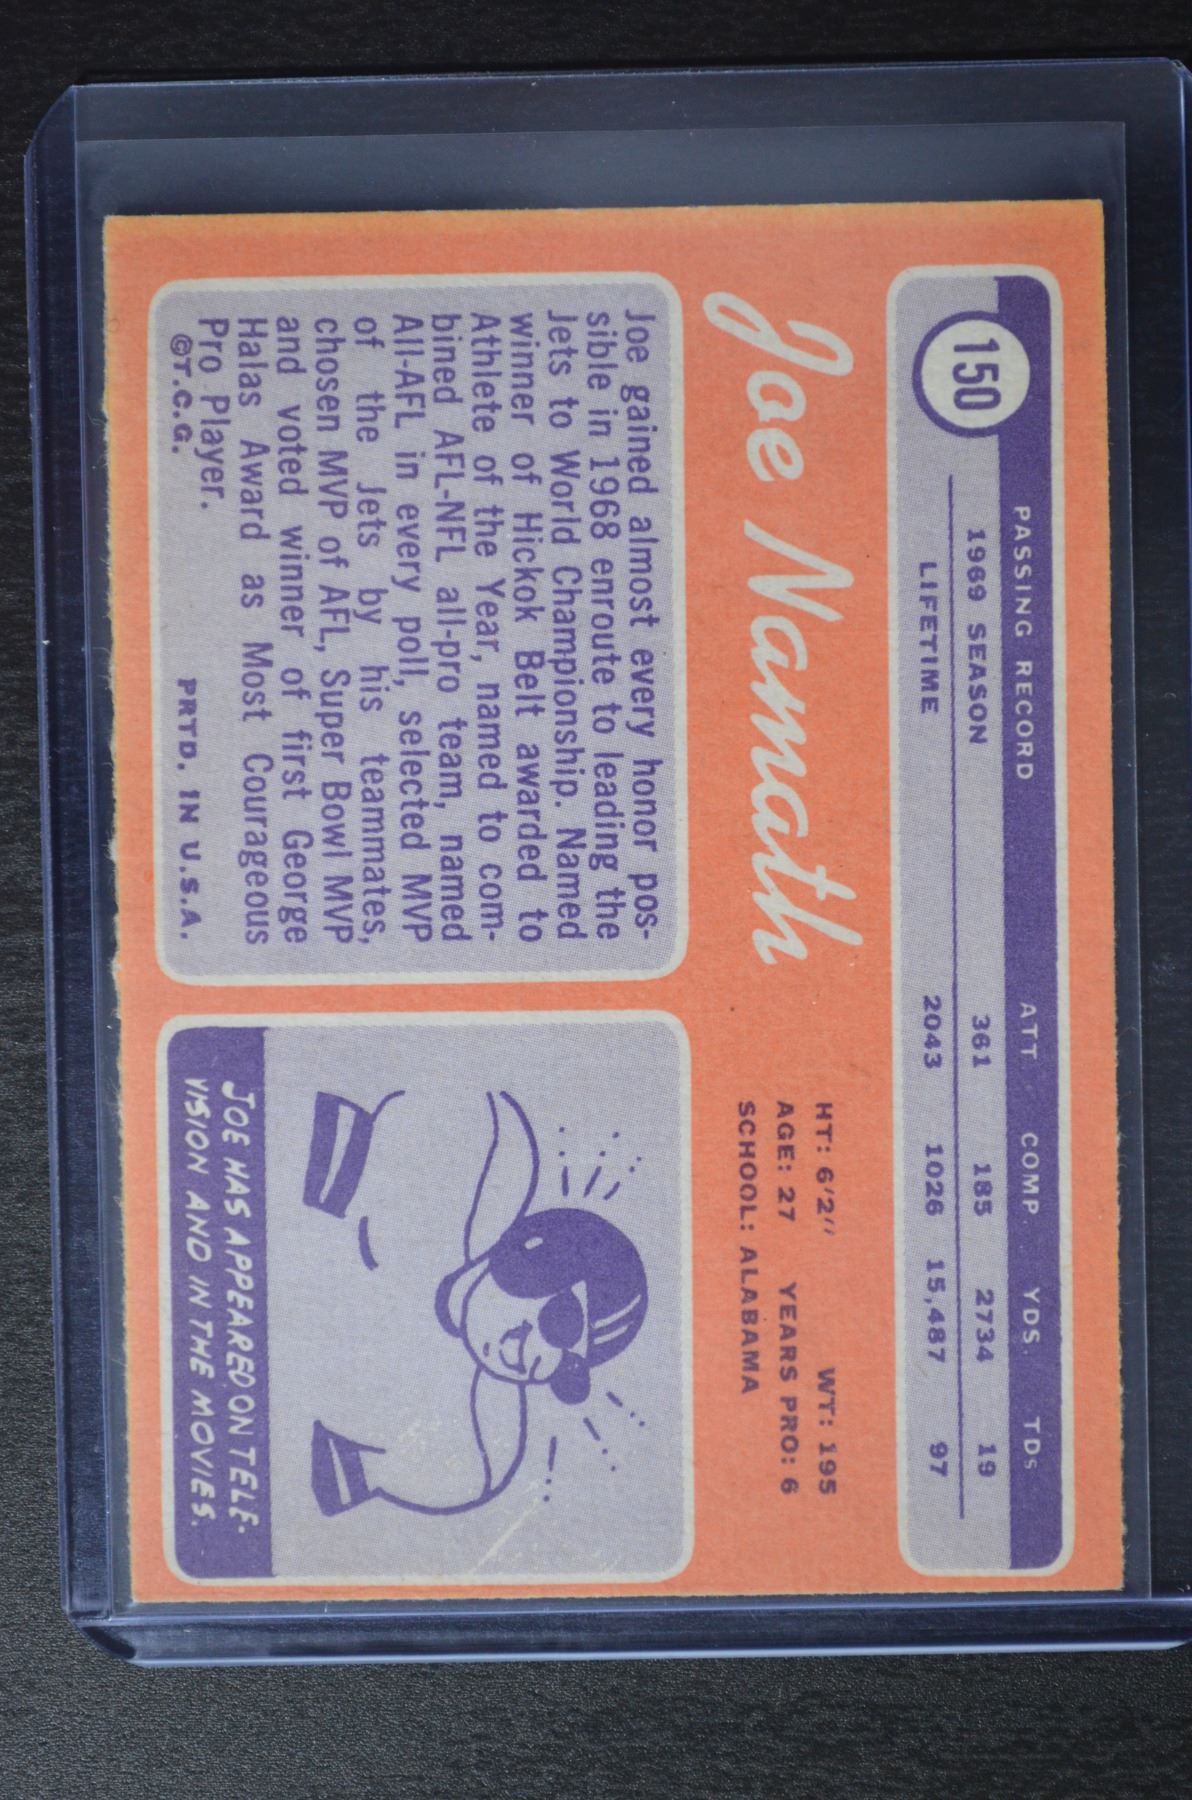 150
PASSING RECORD ATT. COMP. YDS. TDS
1969 SEASON 361 185 2734 19
LIFETIME 2043 1026 15,487 97
Joe Namath
HT: 6'2" WT: 195
AGE: 27 YEARS PRO: 6
SCHOOL: ALABAMA
Joe gained almost every honor pos-
sible in 1968 enroute to leading the
Jets to World Championship. Named
winner of Hickok Belt awarded to
Athlete of the Year, named to com-
bined AFL-NFL all-pro team, named
All-AFL in every poll, selected MVP
of the Jets by his teammates,
chosen MVP of AFL, Super Bowl MVP
and voted winner of first George
Halas Award as Most Courageous
Pro Player.
©T.C.G. PRTD. IN U.S.A.
JOE HAS APPEARED ON TELE-
VISION AND IN THE MOVIES.